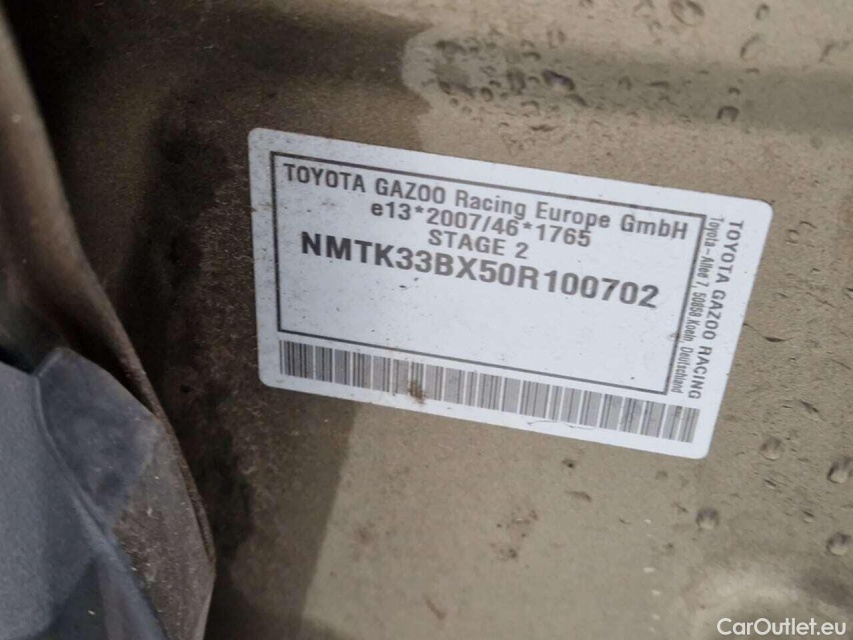 TOYOTA GAZOO Racing Europe GmbH
e13*2007/46*1765
STAGE 2
NMTK33BX50R100702
TOYOTA GAZOO RACING
Toyota-Allee 7, 50858 Koeln, Deutschland
CarOutlet.eu